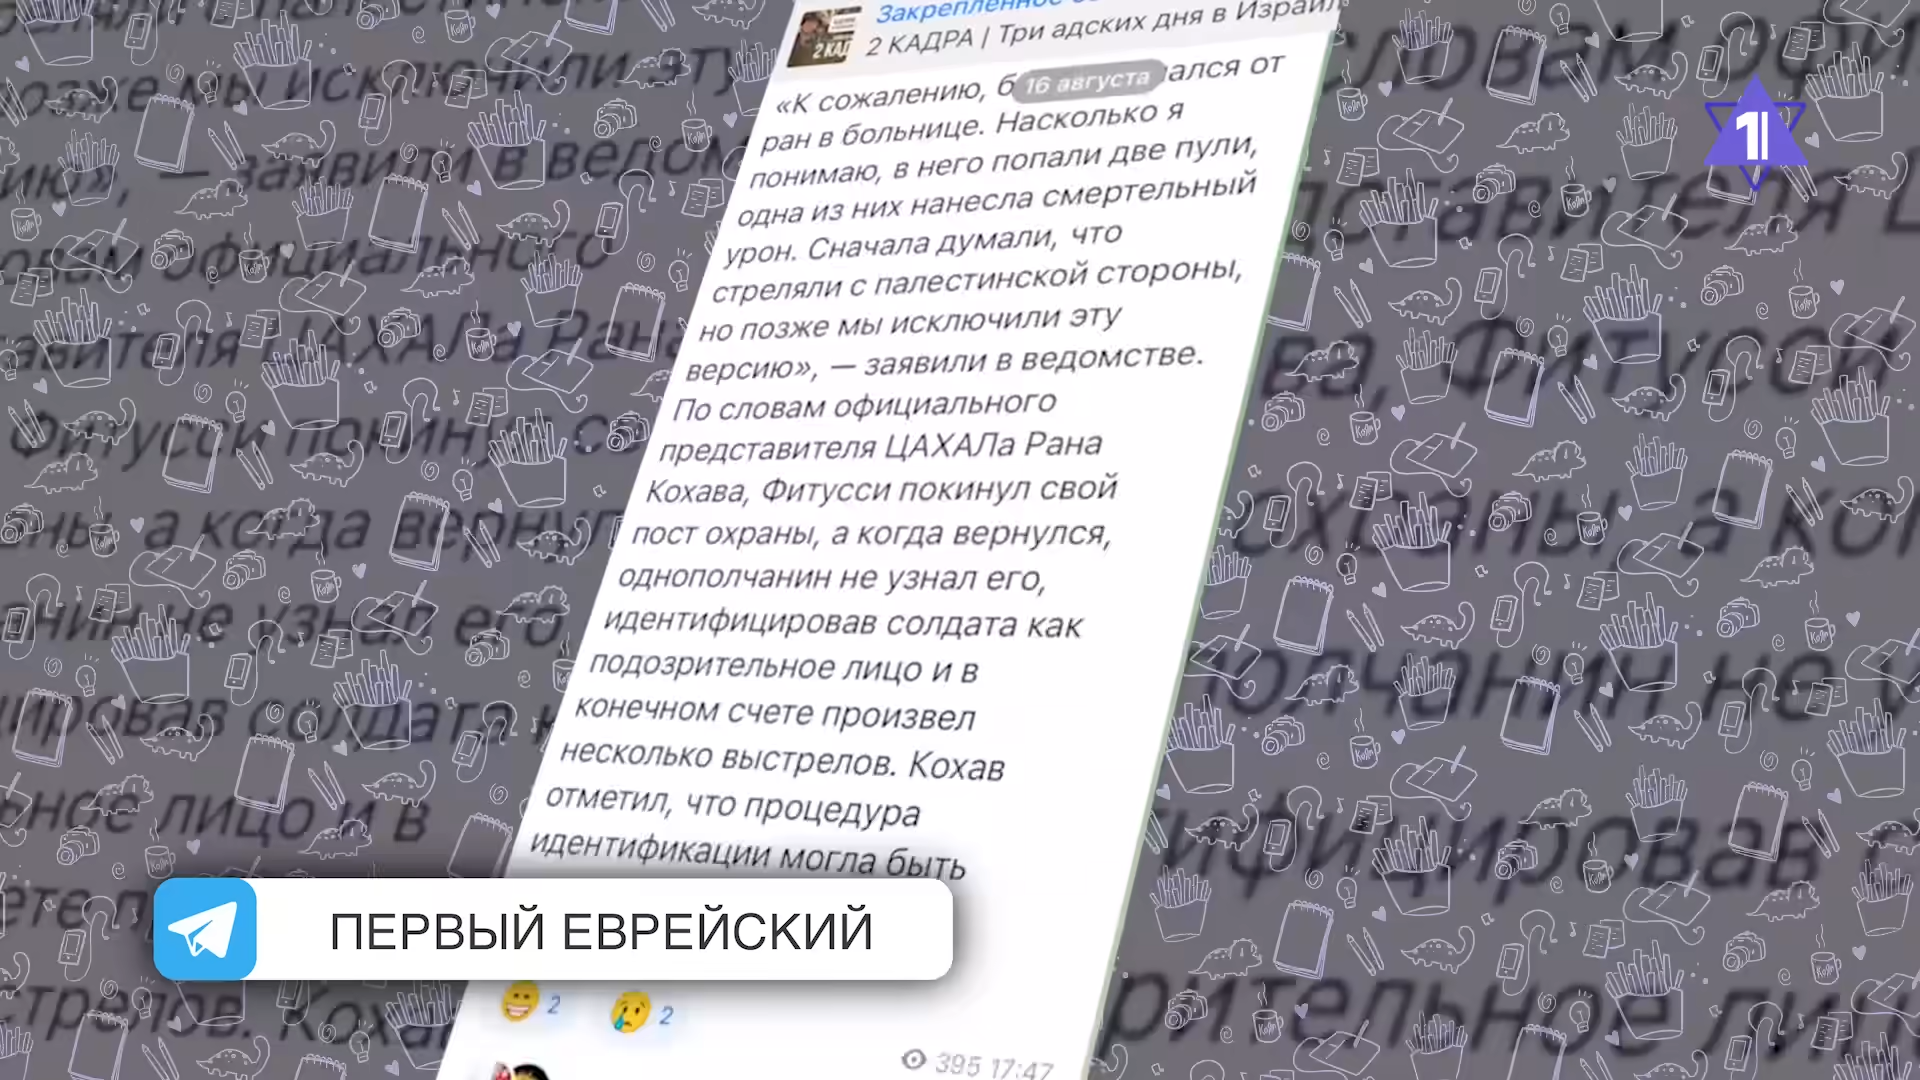 Закрепленное
2 КАДРА | Три адских дня в Израил
2 КАД
16 августа
«К сожалению, б ался от
ран в больнице. Насколько я
понимаю, в него попали две пули,
одна из них нанесла смертельный
урон. Сначала думали, что
стреляли с палестинской стороны,
но позже мы исключили эту
версию», — заявили в ведомстве.
По словам официального
представителя ЦАХАЛа Рана
Кохава, Фитусси покинул свой
пост охраны, а когда вернулся,
однополчанин не узнал его,
идентифицировав солдата как
подозрительное лицо и в
конечном счете произвел
несколько выстрелов. Кохав
отметил, что процедура
идентификации могла быть
ПЕРВЫЙ ЕВРЕЙСКИЙ
2 2
395 17:47
1